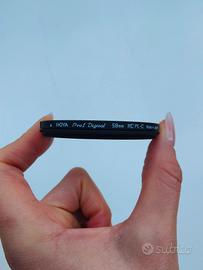 HOYA Pro1 Digital 58mm MC PL-C
subito